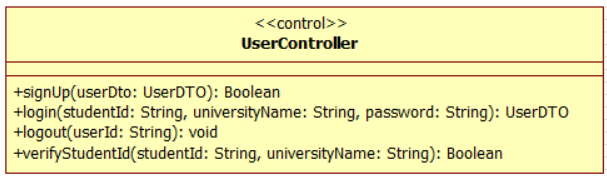 <<control>>
UserController
+signUp(userDto: UserDTO): Boolean
+login(studentId: String, universityName: String, password: String): UserDTO
+logout(userId: String): void
+verifyStudentId(studentId: String, universityName: String): Boolean